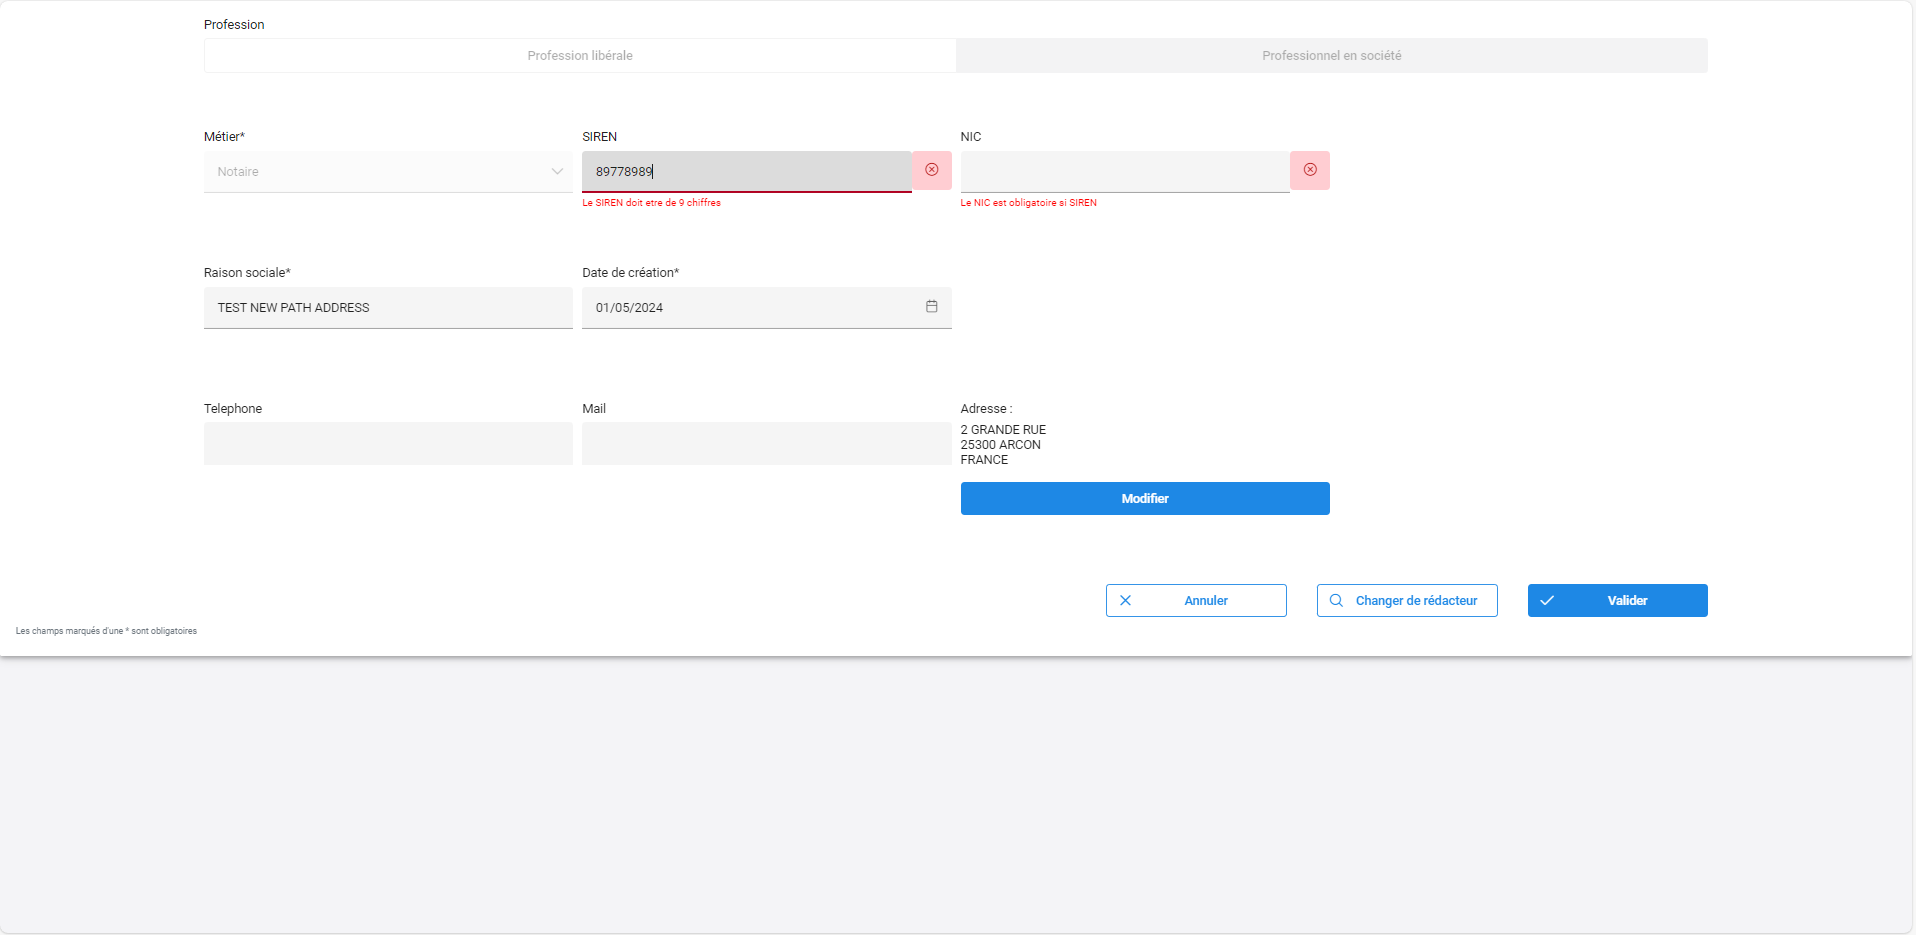 Profession
Profession libérale
Professionnel en société
Métier*
SIREN
NIC
Notaire
89778989
Le SIREN doit etre de 9 chiffres
Le NIC est obligatoire si SIREN
Raison sociale*
Date de création*
TEST NEW PATH ADDRESS
01/05/2024
Telephone
Mail
Adresse :
2 GRANDE RUE
25300 ARCON
FRANCE
Modifier
Annuler
Changer de rédacteur
Valider
Les champs marqués d'une * sont obligatoires